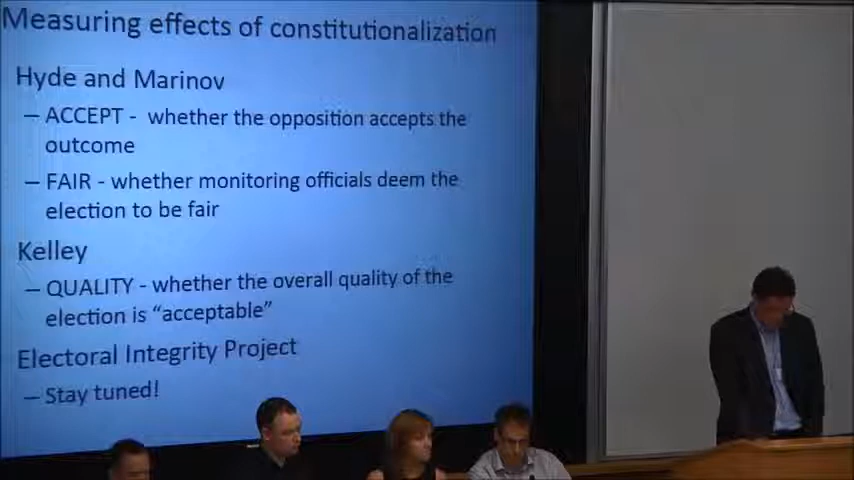 Measuring effects of constitutionalization
Hyde and Marinov
– ACCEPT - whether the opposition accepts the
outcome
– FAIR - whether monitoring officials deem the
election to be fair
Kelley
– QUALITY - whether the overall quality of the
election is “acceptable”
Electoral Integrity Project
– Stay tuned!